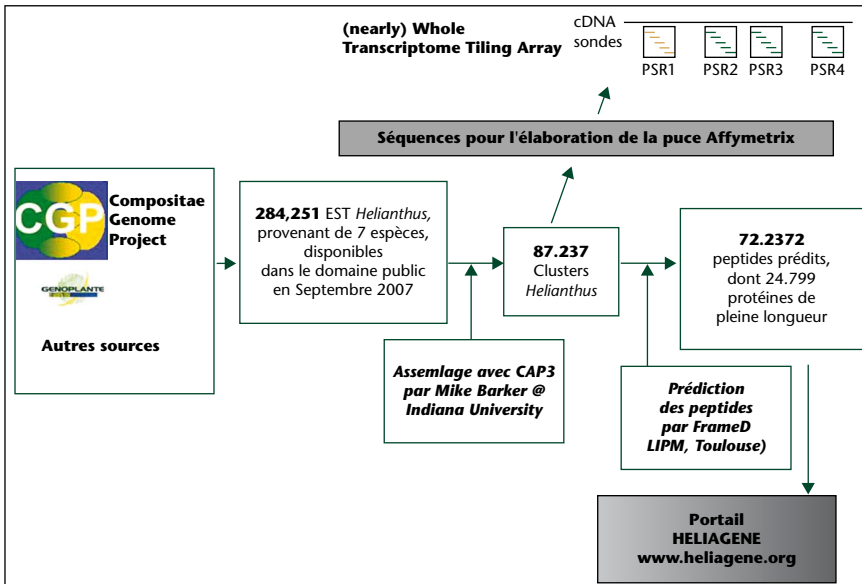 (nearly) Whole
Transcriptome Tiling Array
cDNA
sondes
PSR1
PSR2
PSR3
PSR4
Séquences pour l'élaboration de la puce Affymetrix
CGP
Compositae
Genome
Project
GENOPLANTE
Autres sources
284,251 EST Helianthus,
provenant de 7 espèces,
disponibles
dans le domaine public
en Septembre 2007
87.237
Clusters
Helianthus
72.2372
peptides prédits,
dont 24.799
protéines de
pleine longueur
Assemlage avec CAP3
par Mike Barker @
Indiana University
Prédiction
des peptides
par FrameD
LIPM, Toulouse)
Portail
HELIAGENE
www.heliagene.org